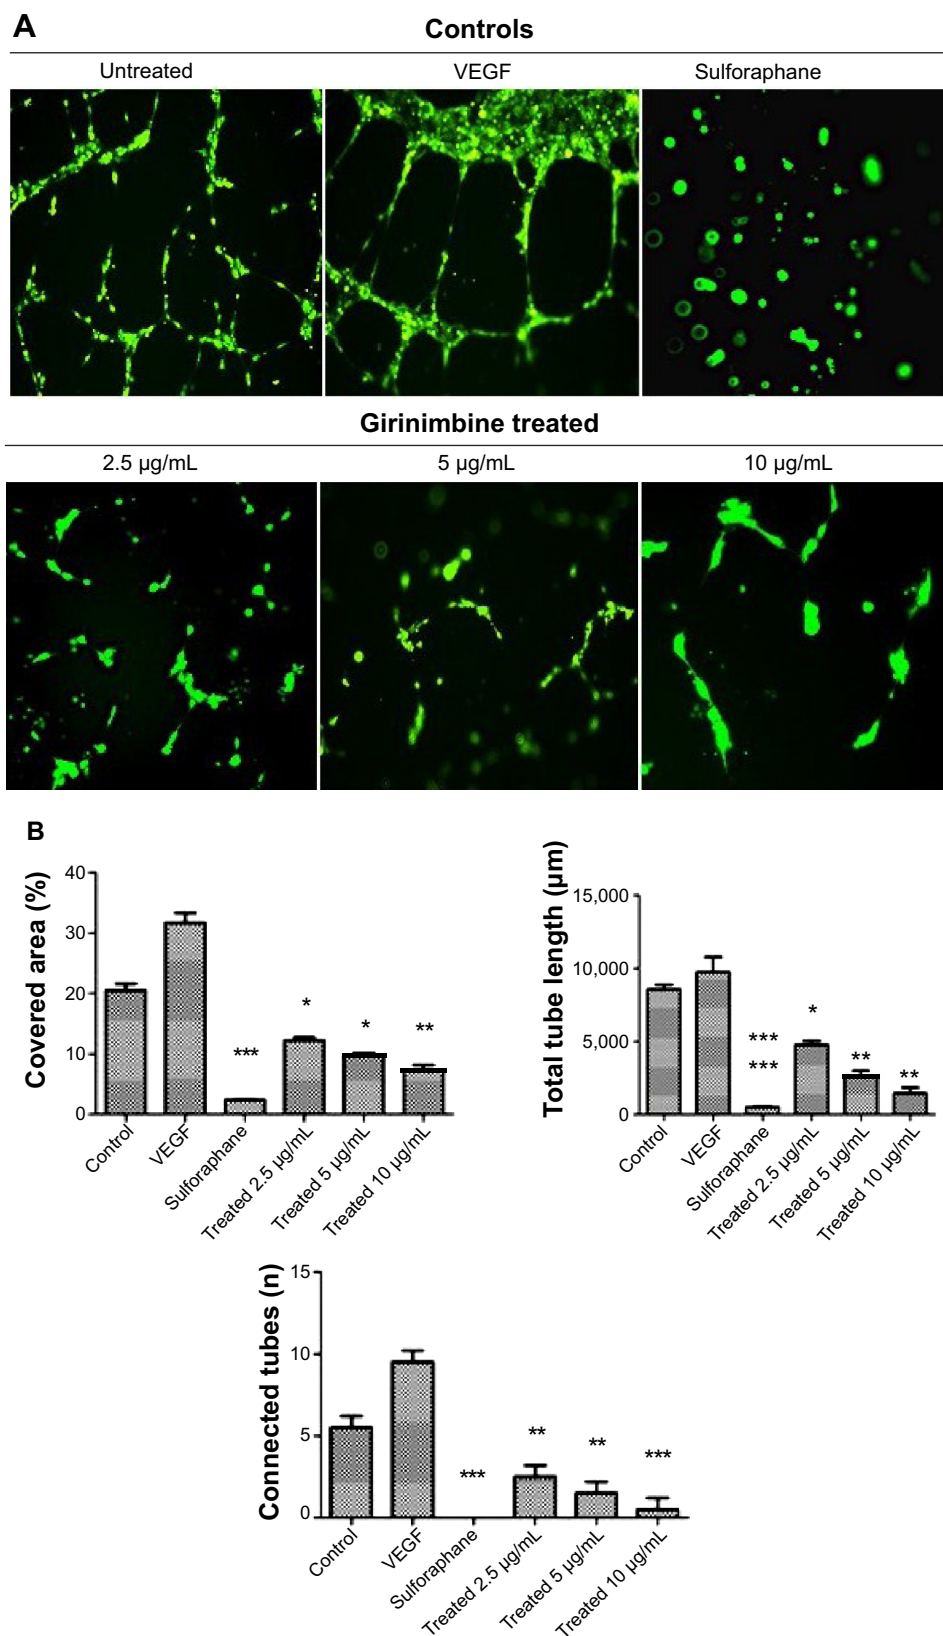 A
Controls
Untreated VEGF Sulforaphane
Girinimbine treated
2.5 µg/mL 5 µg/mL 10 µg/mL
B
Covered area (%)
40
30
20
10
0
*** * * **
Control VEGF Sulforaphane Treated 2.5 µg/mL Treated 5 µg/mL Treated 10 µg/mL
Total tube length (µm)
15,000
10,000
5,000
0
***
***
* ** **
Control VEGF Sulforaphane Treated 2.5 µg/mL Treated 5 µg/mL Treated 10 µg/mL
Connected tubes (n)
15
10
5
0
*** ** ** ***
Control VEGF Sulforaphane Treated 2.5 µg/mL Treated 5 µg/mL Treated 10 µg/mL